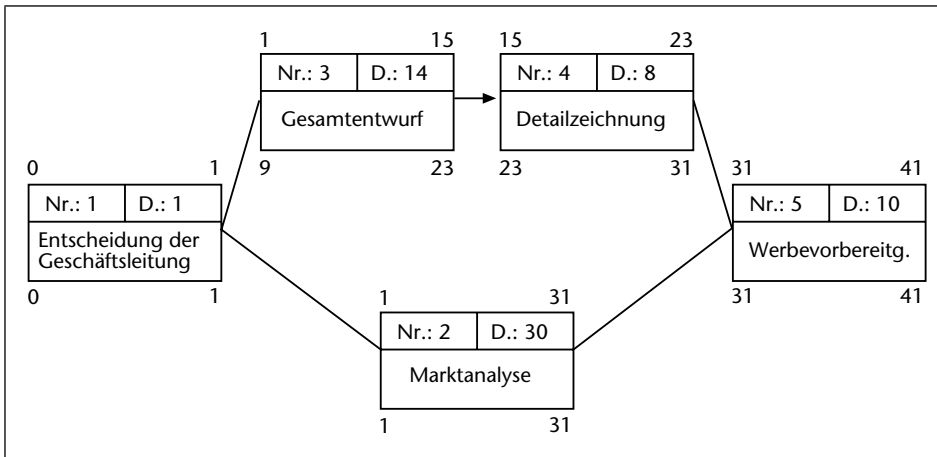 1 15
Nr.: 3 D.: 14
Gesamtentwurf
9 23
15 23
Nr.: 4 D.: 8
Detailzeichnung
23 31
0 1
Nr.: 1 D.: 1
Entscheidung der
Geschäftsleitung
0 1
31 41
Nr.: 5 D.: 10
Werbevorbereitg.
31 41
1 31
Nr.: 2 D.: 30
Marktanalyse
1 31